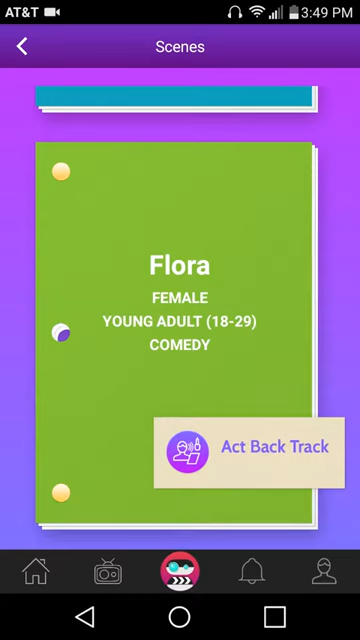 AT&T
3:49 PM
Scenes
Flora
FEMALE
YOUNG ADULT (18-29)
COMEDY
Act Back Track